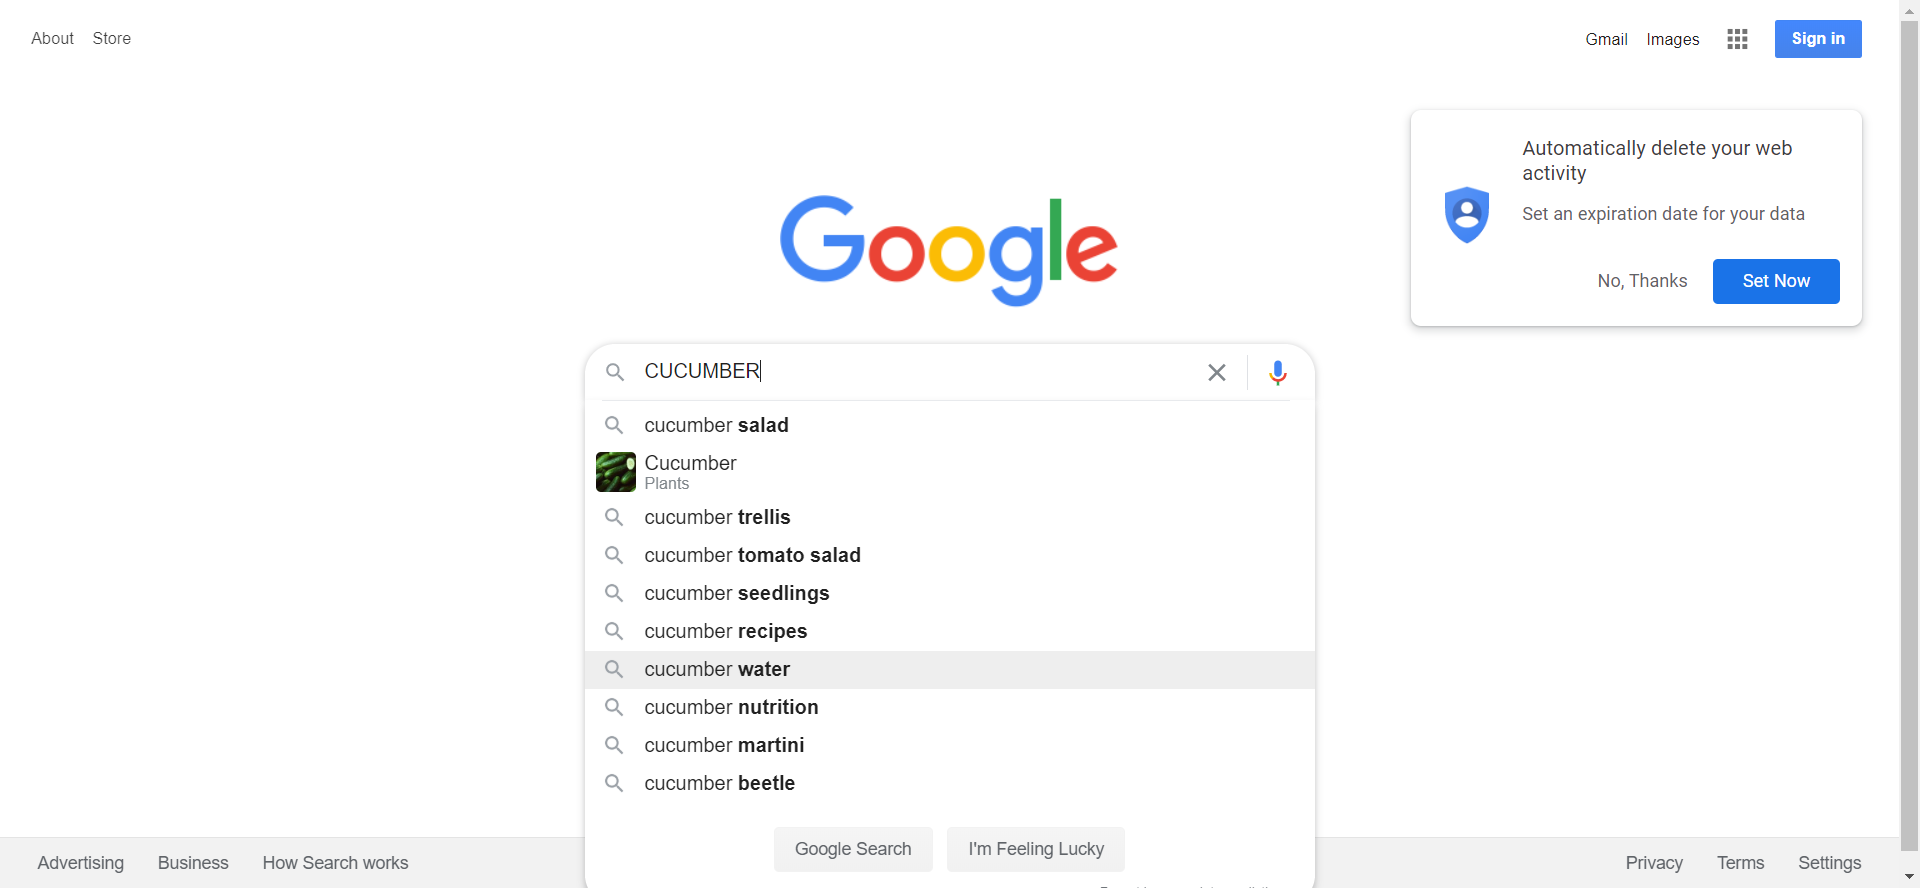 About Store
Gmail Images Sign in
Automatically delete your web
activity
Set an expiration date for your data
No, Thanks Set Now
Google
CUCUMBER
cucumber salad
Cucumber
Plants
cucumber trellis
cucumber tomato salad
cucumber seedlings
cucumber recipes
cucumber water
cucumber nutrition
cucumber martini
cucumber beetle
Google Search I'm Feeling Lucky
Advertising Business How Search works
Privacy Terms Settings